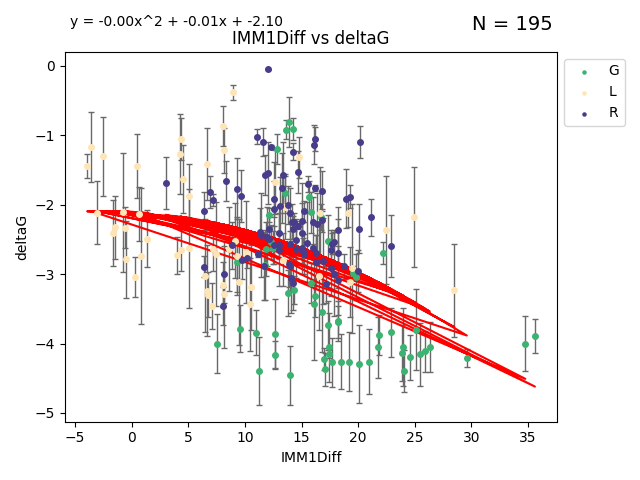 y = -0.00x^2 + -0.01x + -2.10
N = 195
IMM1Diff vs deltaG
G
L
R
deltaG
0
−1
−2
−3
−4
−5
−5 0 5 10 15 20 25 30 35
IMM1Diff